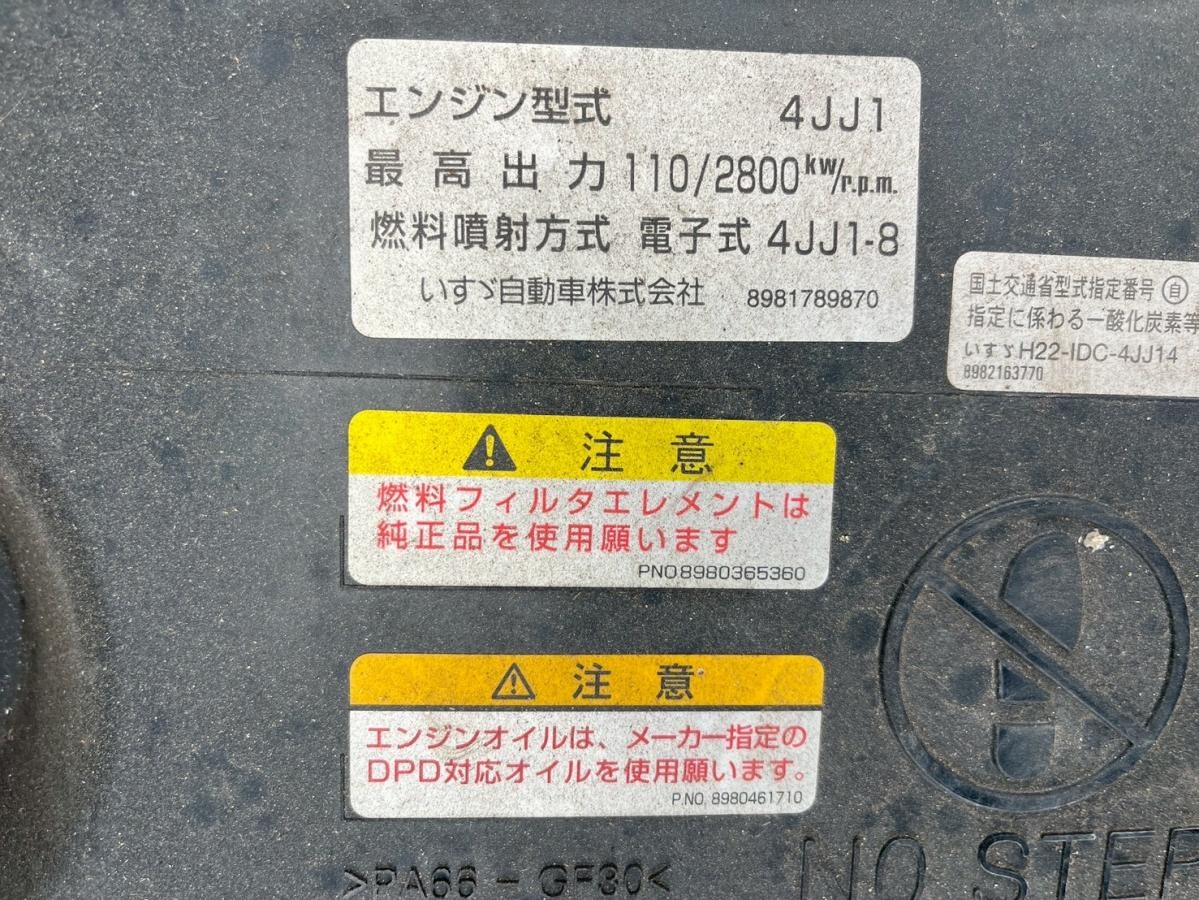 エンジン型式 4JJ1
最高出力 110/2800kw/r.p.m.
燃料噴射方式 電子式 4JJ1-8
いすゞ自動車株式会社 8981789870
国土交通省型式指定番号 自
指定に係わる一酸化炭素等
いすゞH22-IDC-4JJ14
8982163770
注意
燃料フィルタエレメントは
純正品を使用願います
PNO8980365360
注意
エンジンオイルは、メーカー指定の
DPD対応オイルを使用願います。
P.NO. 8980461710
>PA66-GF30<
NO STEP